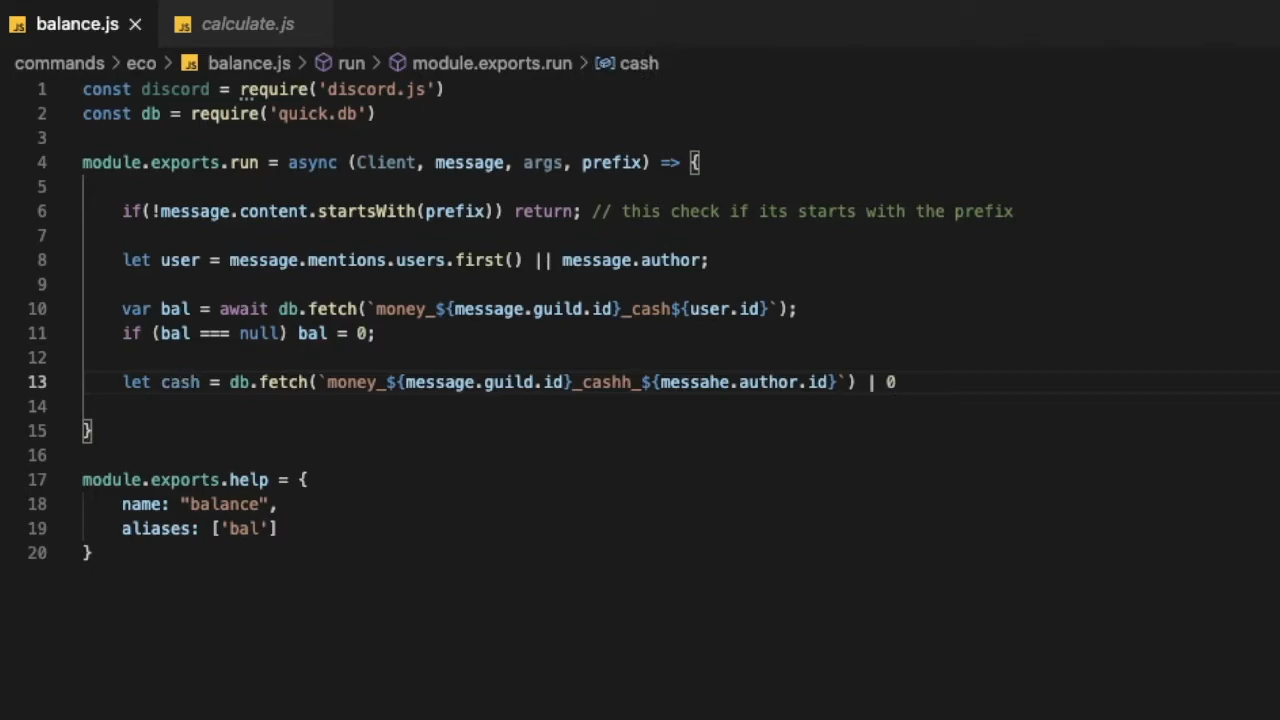 balance.js
calculate.js
commands > eco > balance.js > run > module.exports.run > cash
1 const discord = require('discord.js')
2 const db = require('quick.db')
3
4 module.exports.run = async (Client, message, args, prefix) => {
5
6 if(!message.content.startsWith(prefix)) return; // this check if its starts with the prefix
7
8 let user = message.mentions.users.first() || message.author;
9
10 var bal = await db.fetch(`money_${message.guild.id}_cash${user.id}`);
11 if (bal === null) bal = 0;
12
13 let cash = db.fetch(`money_${message.guild.id}_cashh_${messahe.author.id}`) | 0
14
15 }
16
17 module.exports.help = {
18 name: "balance",
19 aliases: ['bal']
20 }